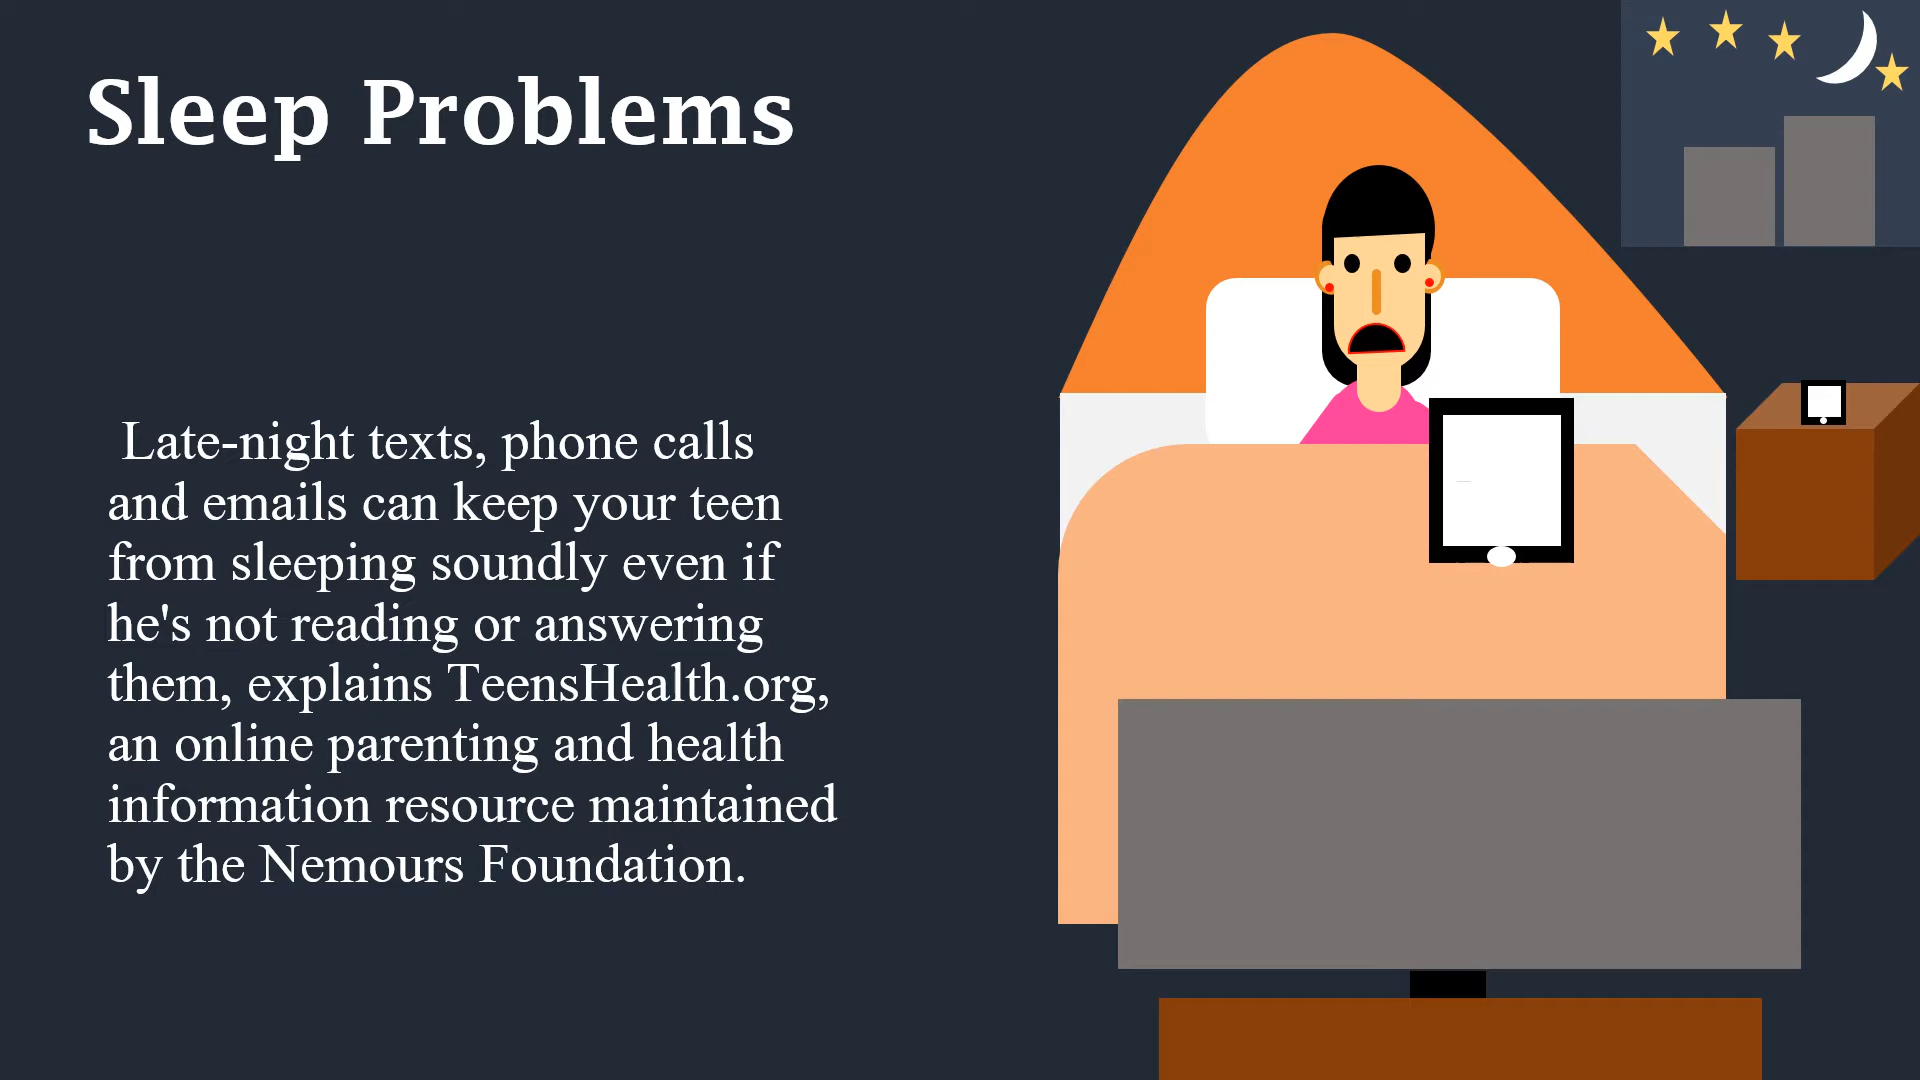 Sleep Problems
Late-night texts, phone calls
and emails can keep your teen
from sleeping soundly even if
he's not reading or answering
them, explains TeensHealth.org,
an online parenting and health
information resource maintained
by the Nemours Foundation.